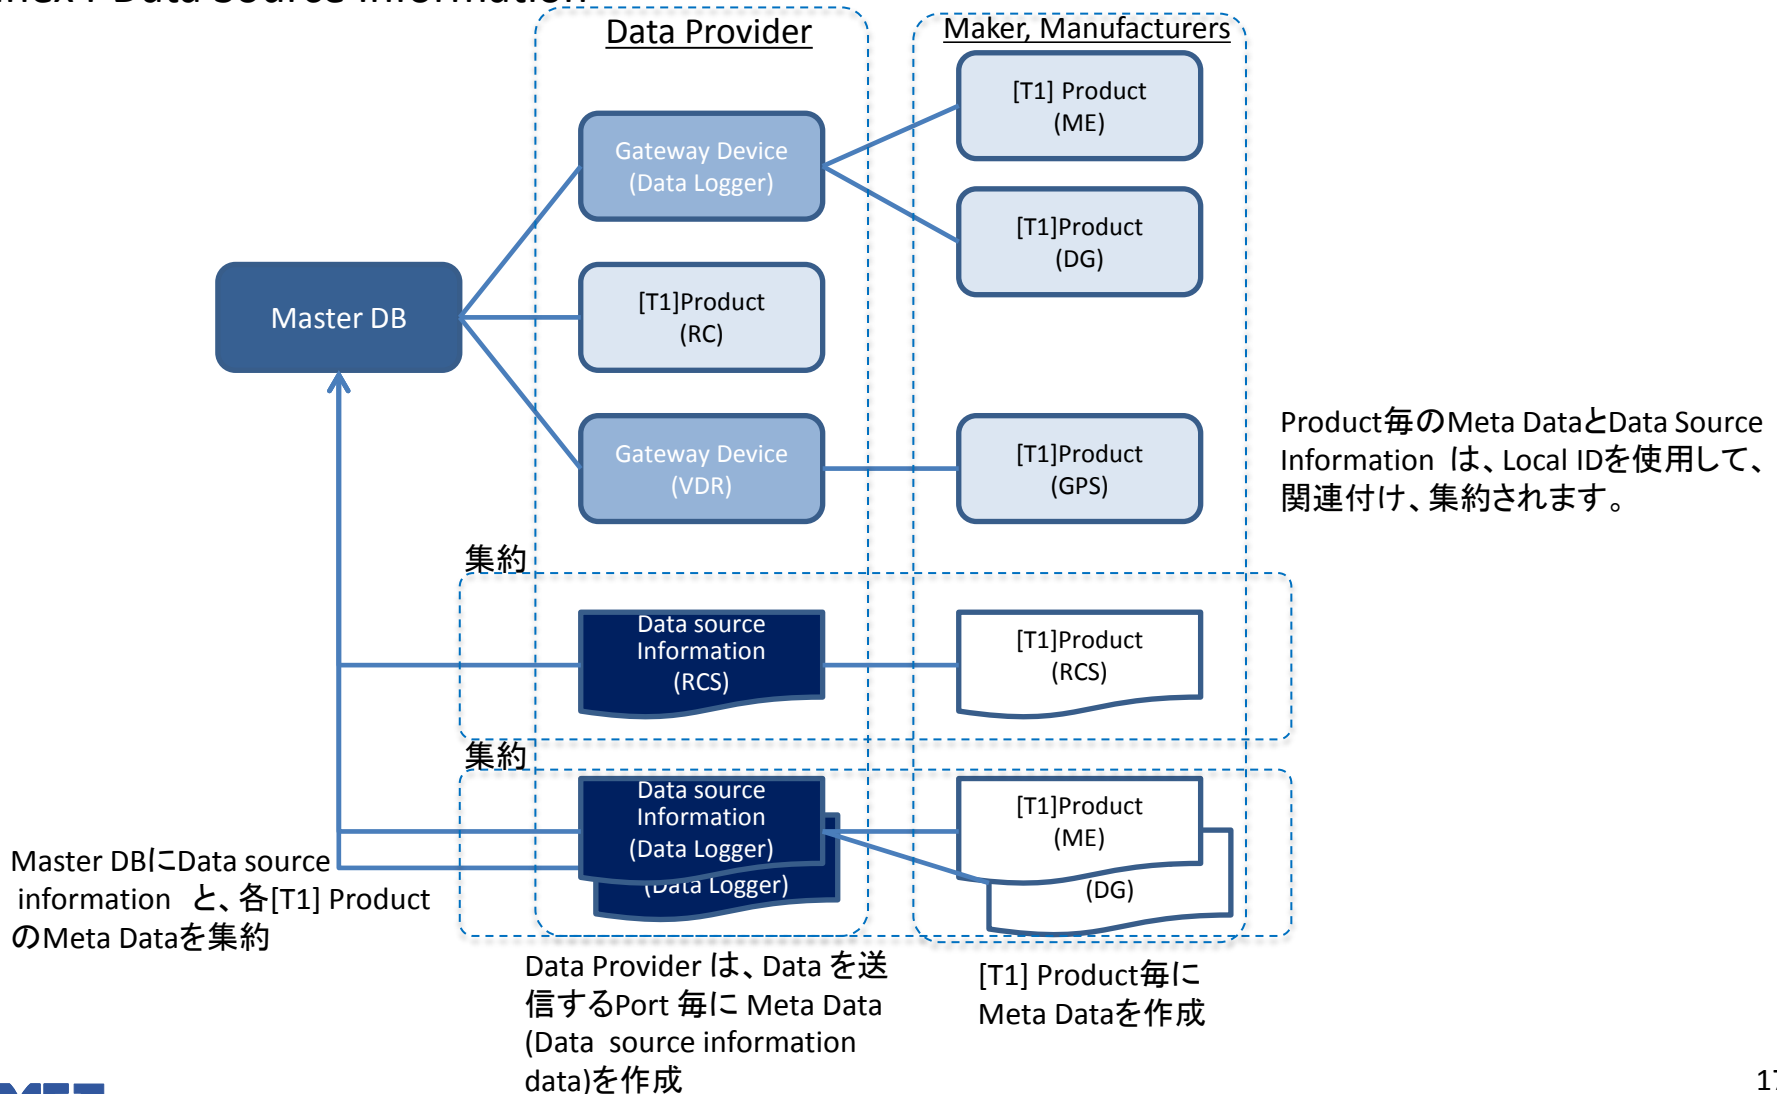 Data Source Information
Data Provider
Maker, Manufacturers
[T1] Product
(ME)
Gateway Device
(Data Logger)
[T1]Product
(DG)
Master DB
[T1]Product
(RC)
Gateway Device
(VDR)
[T1]Product
(GPS)
Product毎のMeta DataとData Source
Information は、Local IDを使用して、
関連付け、集約されます。
集約
Data source
Information
(RCS)
[T1]Product
(RCS)
集約
Data source
Information
(Data Logger)
(Data Logger)
[T1]Product
(ME)
(DG)
Master DBにData source
information と、各[T1] Product
のMeta Dataを集約
Data Provider は、Data を送
信するPort 毎に Meta Data
(Data source information
data)を作成
[T1] Product毎に
Meta Dataを作成
17